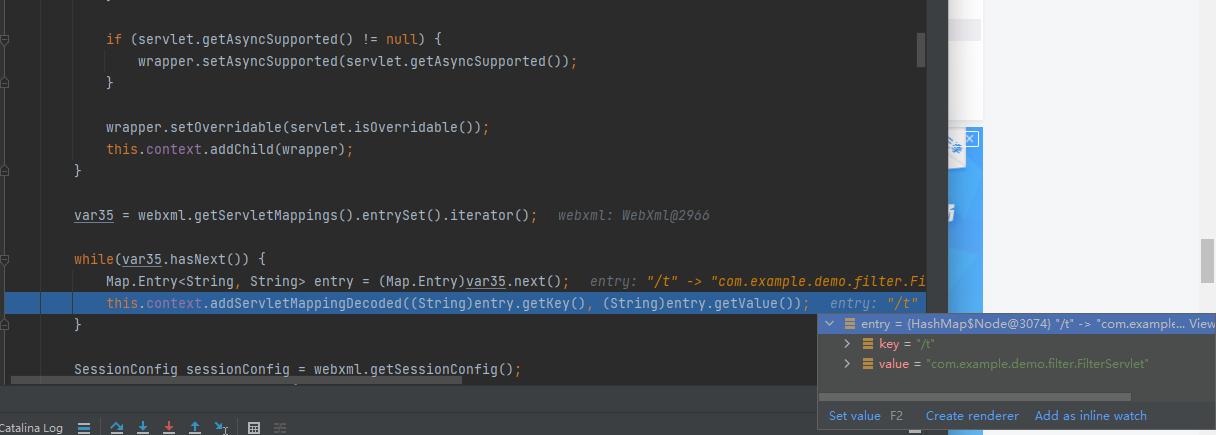 }
if (servlet.getAsyncSupported() != null) {
wrapper.setAsyncSupported(servlet.getAsyncSupported());
}
wrapper.setOverridable(servlet.isOverridable());
this.context.addChild(wrapper);
}
var35 = webxml.getServletMappings().entrySet().iterator(); webxml: WebXml@2966
while(var35.hasNext()) {
Map.Entry<String, String> entry = (Map.Entry)var35.next(); entry: "/t" -> "com.example.demo.filter.Fi
this.context.addServletMappingDecoded((String)entry.getKey(), (String)entry.getValue()); entry: "/t"
}
entry = {HashMap$Node@3074} "/t" -> "com.example... View
key = "/t"
value = "com.example.demo.filter.FilterServlet"
SessionConfig sessionConfig = webxml.getSessionConfig();
Set value F2 Create renderer Add as inline watch
Catalina Log